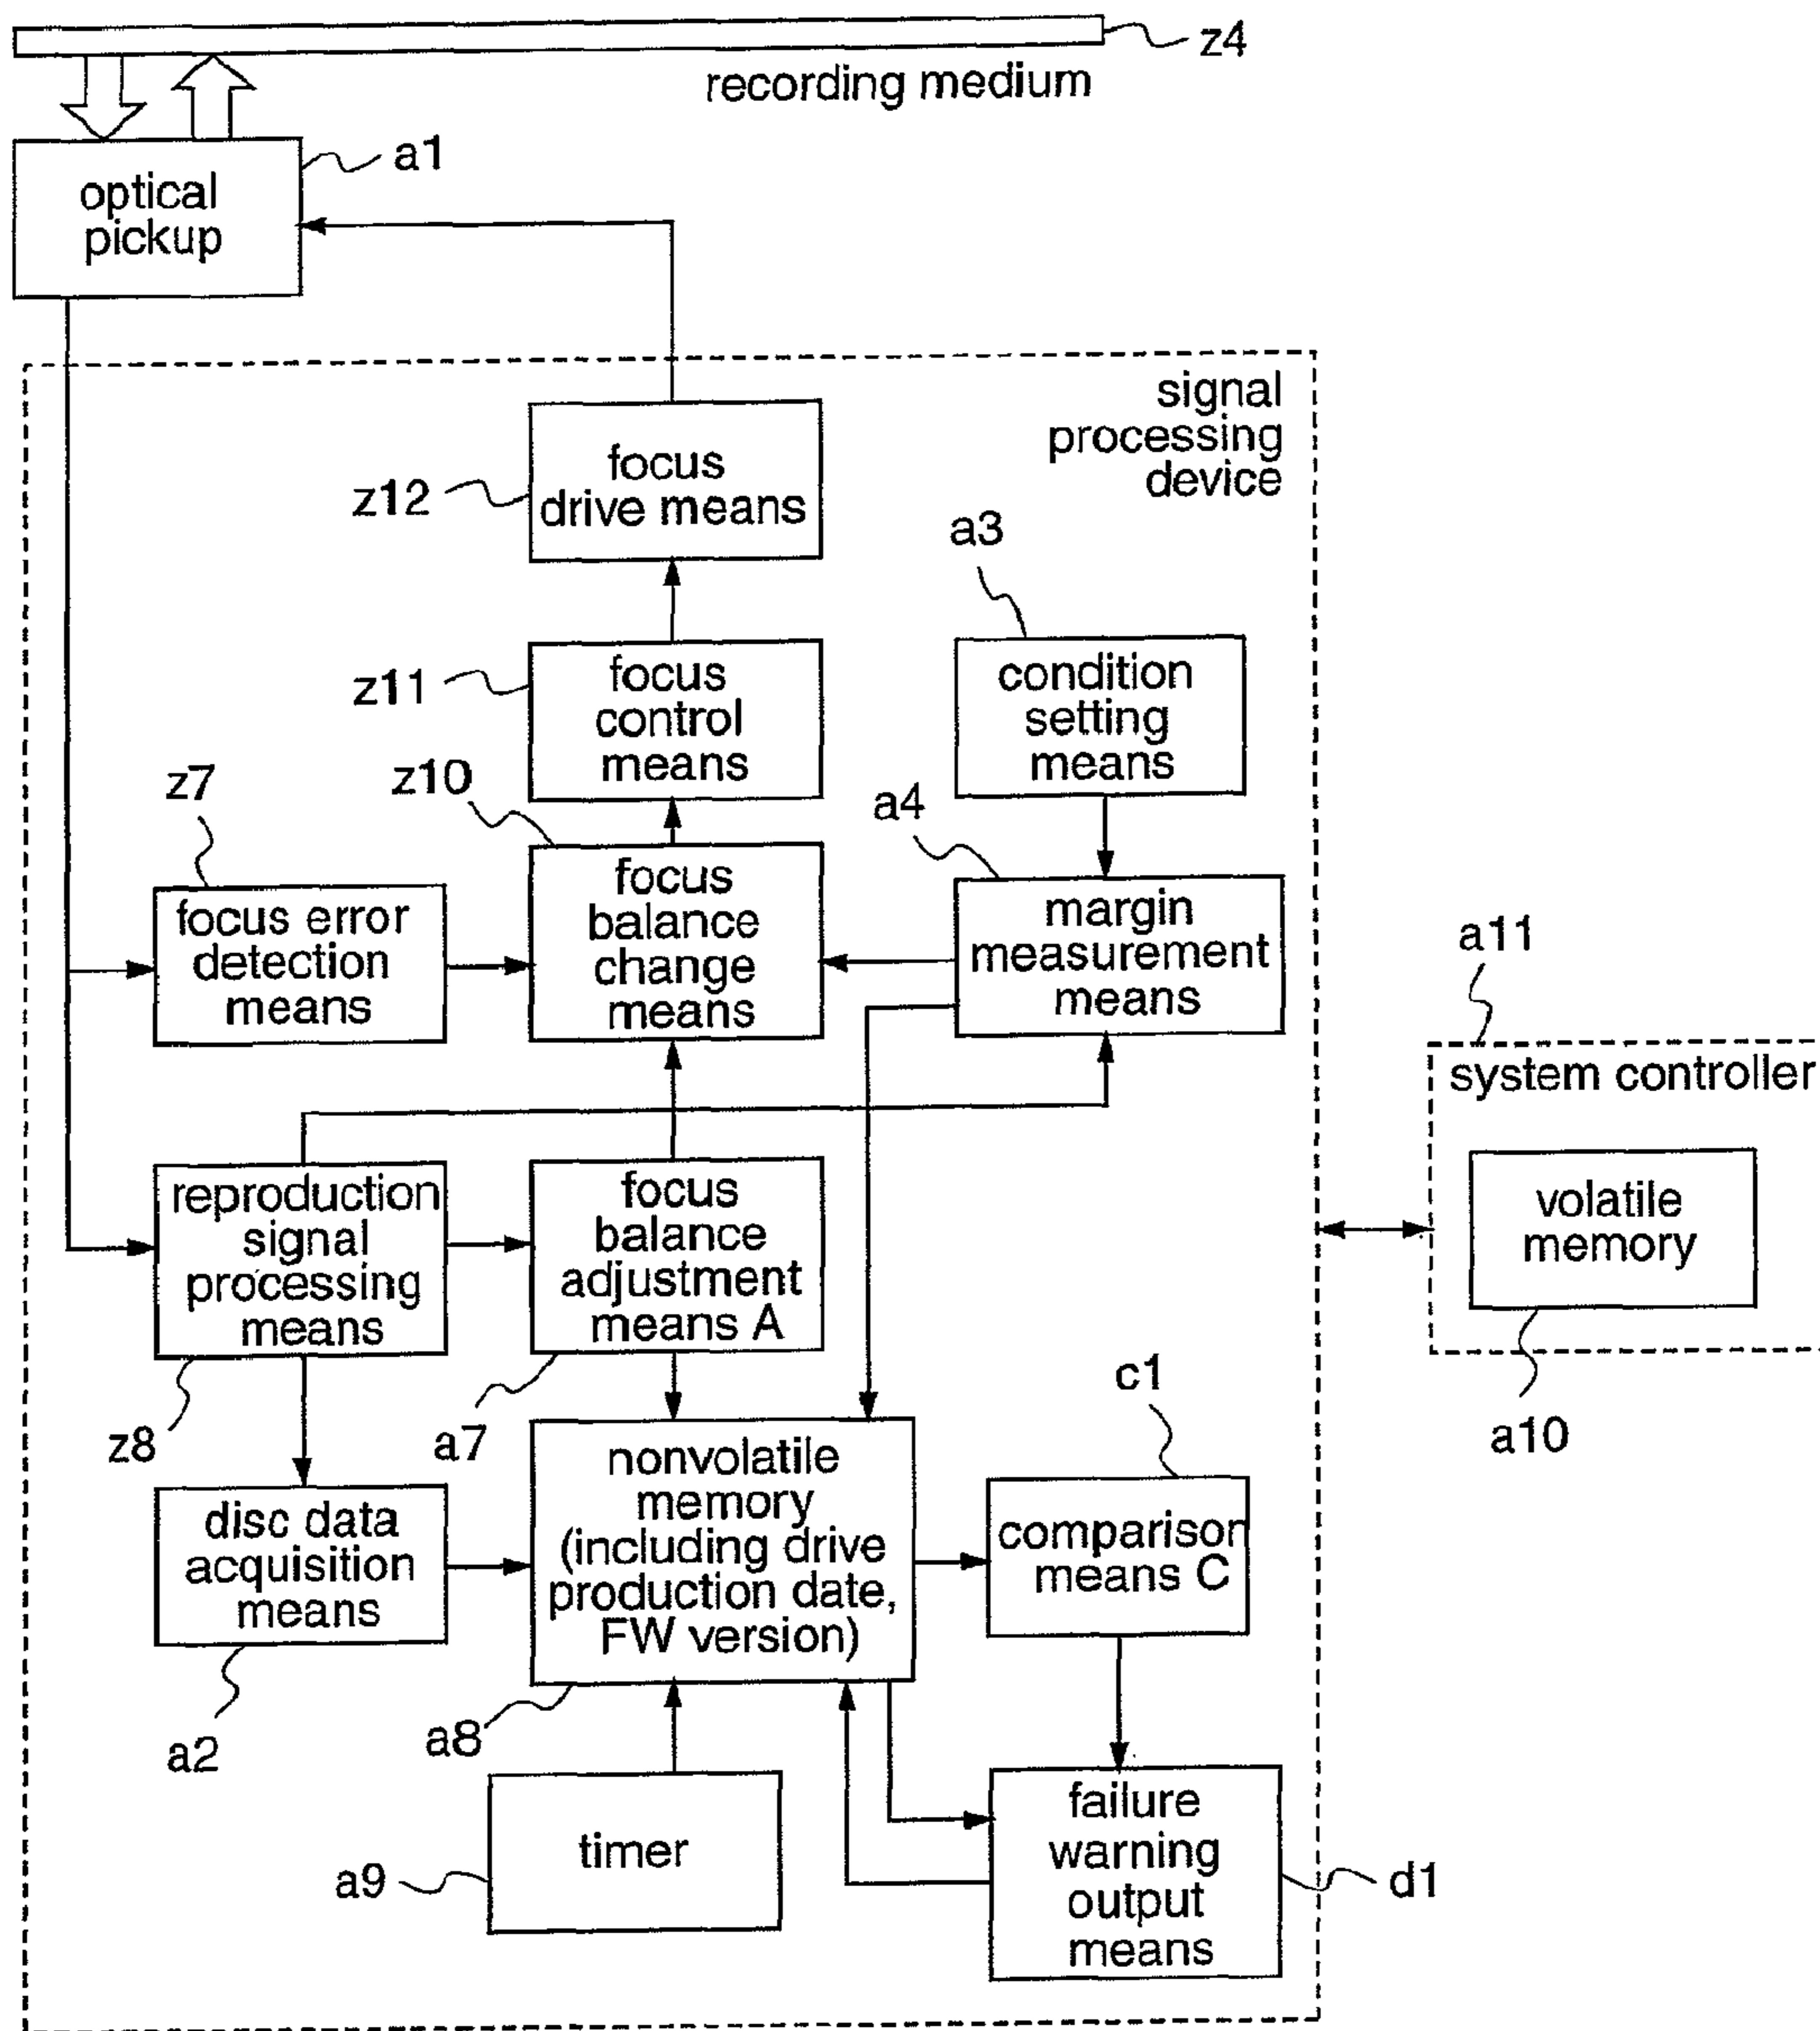 z4
recording medium
a1
optical
pickup
signal
processing
device
focus
drive means
z12
a3
focus
control
means
z11
condition
setting
means
z10
a4
z7
focus
balance
change
means
margin
measurement
means
focus error
detection
means
a11
system controller
reproduction
signal
processing
means
focus
balance
adjustment
means A
volatile
memory
c1
z8
a7
a10
nonvolatile
memory
(including drive
production date,
FW version)
comparison
means C
disc data
acquisition
means
a2
a8
timer
a9
failure
warning
output
means
d1